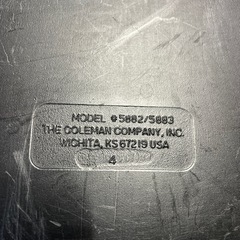 MODEL #5882/5883
THE COLEMAN COMPANY, INC.
WICHITA, KS 67219 USA
4